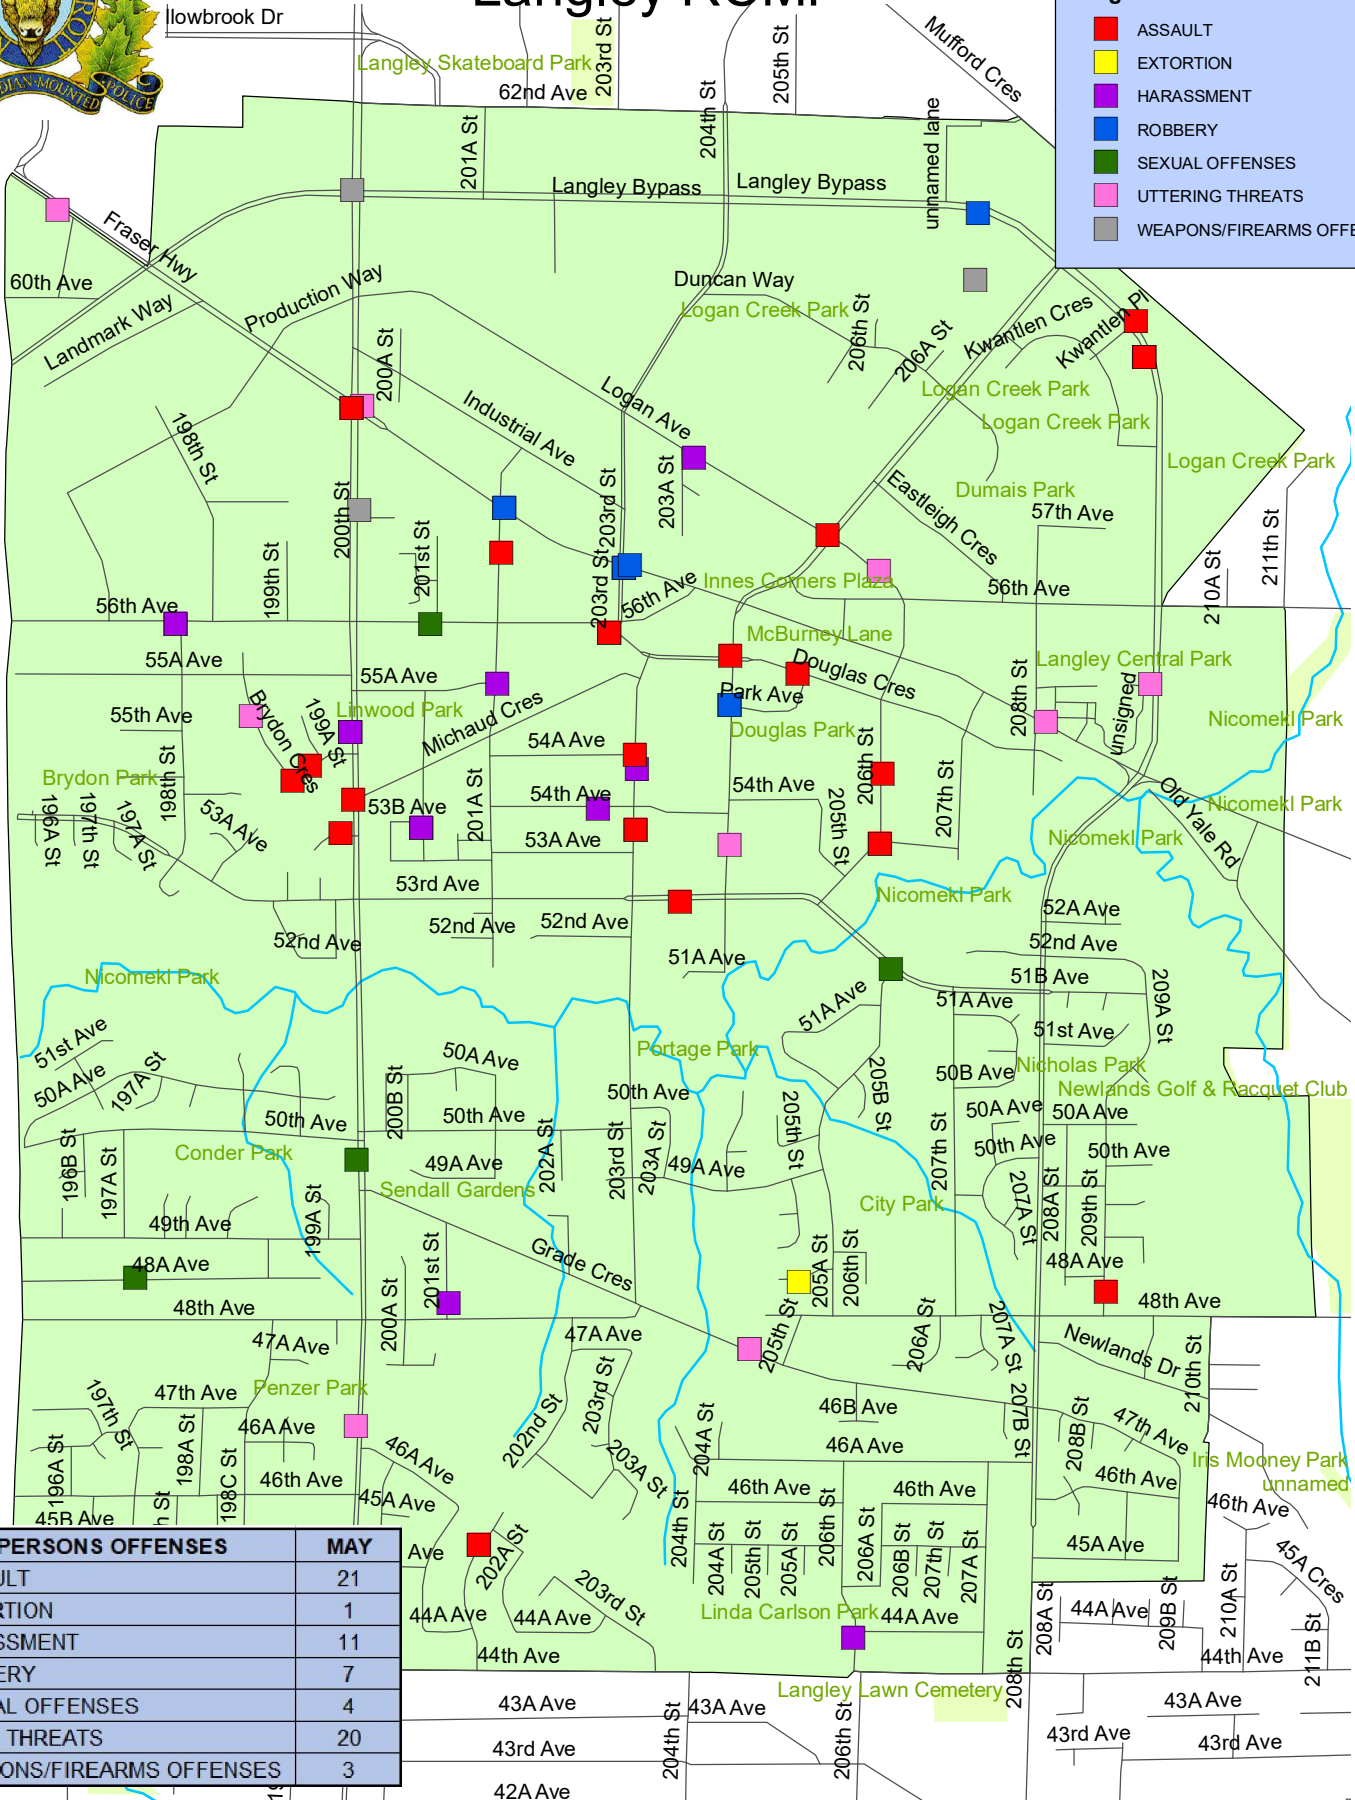 Langley RCMP
llowbrook Dr
DIAN-MOUNTED
POLICE
ASSAULT
EXTORTION
HARASSMENT
ROBBERY
SEXUAL OFFENSES
UTTERING THREATS
WEAPONS/FIREARMS OFFE
Mufford Cres
Langley Skateboard Park
203rd St
205th St
62nd Ave
204th St
201A St
unnamed lane
Langley Bypass
Langley Bypass
Fraser Hwy
60th Ave
Landmark Way
Production Way
Duncan Way
Logan Creek Park
206th St
206A St
Kwantlen Cres
Kwantlen Pl
200A St
Logan Creek Park
Logan Creek Park
Logan Ave
Industrial Ave
198th St
Logan Creek Park
203rd St
203A St
Eastleigh Cres
Dumais Park
57th Ave
200th St
201st St
199th St
211th St
210A St
203rd St
56th Ave
Innes Corners Plaza
56th Ave
56th Ave
McBurney Lane
55A Ave
55A Ave
Douglas Cres
Langley Central Park
208th St
unsigned
Park Ave
Linwood Park
Brydon Cres
199A St
Michaud Cres
55th Ave
Douglas Park
Nicomekl Park
54A Ave
Brydon Park
198th St
206th St
207th St
54th Ave
54th Ave
205th St
Old Yale Rd
Nicomekl Park
196A St
197th St
197A St
53A Ave
53B Ave
201A St
53A Ave
Nicomekl Park
53rd Ave
Nicomekl Park
52nd Ave
52nd Ave
52nd Ave
52A Ave
52nd Ave
51A Ave
51B Ave
Nicomekl Park
51A Ave
51A Ave
209A St
51st Ave
51st Ave
50A Ave
197A St
50A Ave
Portage Park
Nicholas Park
50B Ave
Newlands Golf & Racquet Club
200B St
50th Ave
205B St
50th Ave
50th Ave
205th St
50A Ave
50A Ave
207th St
50th Ave
50th Ave
Conder Park
196B St
197A St
49A Ave
202A St
203rd St
203A St
49A Ave
Sendall Gardens
City Park
207A St
208A St
209th St
49th Ave
199A St
48A Ave
201st St
Grade Cres
205A St
206th St
48A Ave
48th Ave
48th Ave
200A St
47A Ave
47A Ave
205th St
206A St
207A St
Newlands Dr
210th St
197th St
47th Ave
Penzer Park
203rd St
202nd St
46B Ave
207B St
208B St
47th Ave
198A St
46A Ave
46A Ave
204A St
46A Ave
196A St
198C St
46th Ave
203A St
46th Ave
46th Ave
46th Ave
Iris Mooney Park
unnamed
45A Ave
45B Ave
h St
46th Ave
204th St
206th St
45A Ave
45A Cres
204A St
205th St
205A St
206A St
206B St
207th St
207A St
Ave
202A St
203rd St
44A Ave
44A Ave
Linda Carlson Park
44A Ave
208A St
44A Ave
209B St
210A St
211B St
44th Ave
44th Ave
208th St
Langley Lawn Cemetery
43A Ave
204th St
43A Ave
206th St
43A Ave
43rd Ave
43rd Ave
43rd Ave
42A Ave
PERSONS OFFENSES MAY
ULT 21
RTION 1
SSMENT 11
ERY 7
AL OFFENSES 4
THREATS 20
ONS/FIREARMS OFFENSES 3